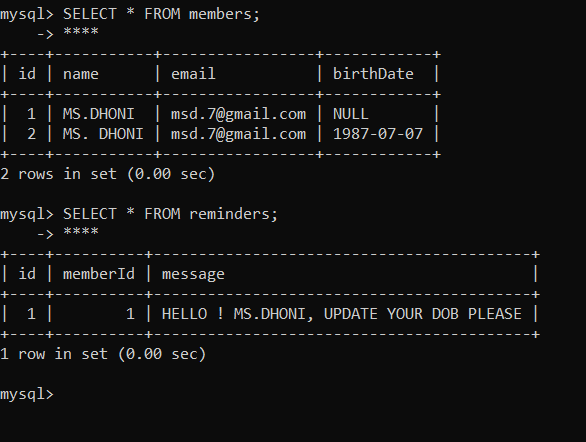 mysql> SELECT * FROM members;
    -> ****
+----+-----------+-----------------+------------+
| id | name      | email           | birthDate  |
+----+-----------+-----------------+------------+
|  1 | MS.DHONI  | msd.7@gmail.com | NULL       |
|  2 | MS. DHONI | msd.7@gmail.com | 1987-07-07 |
+----+-----------+-----------------+------------+
2 rows in set (0.00 sec)

mysql> SELECT * FROM reminders;
    -> ****
+----+----------+------------------------------------------+
| id | memberId | message                                  |
+----+----------+------------------------------------------+
|  1 |        1 | HELLO ! MS.DHONI, UPDATE YOUR DOB PLEASE |
+----+----------+------------------------------------------+
1 row in set (0.00 sec)

mysql>